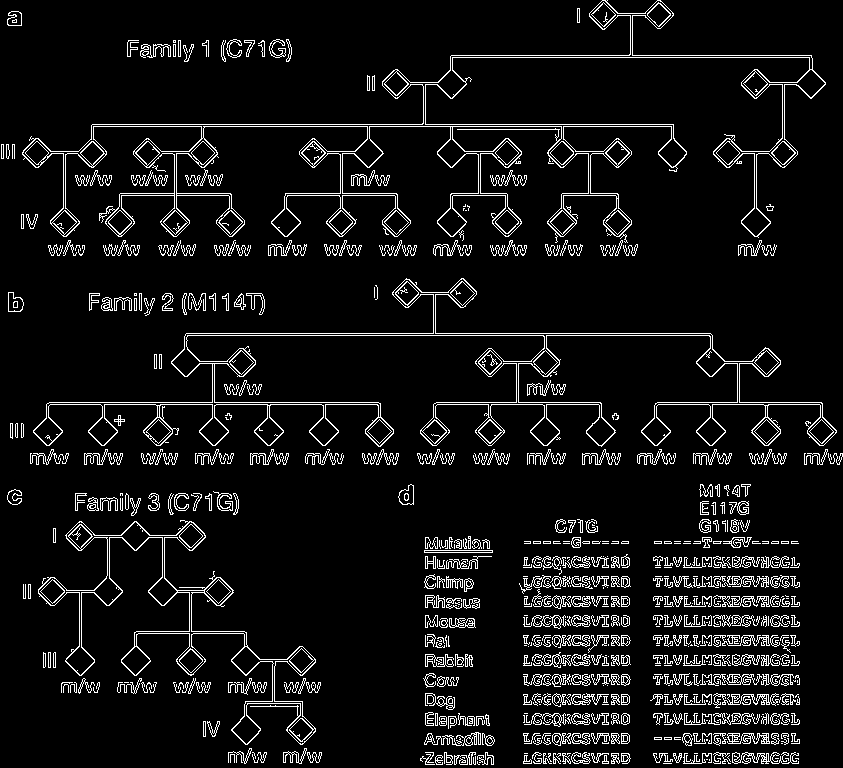 a
Family 1 (C71G)
I
II
III
w/w w/w w/w m/w w/w
IV * *
w/w w/w w/w w/w m/w w/w w/w m/w w/w w/w w/w m/w
b
Family 2 (M114T)
I
II
w/w m/w
III + * *
m/w m/w w/w m/w m/w m/w w/w w/w w/w m/w m/w m/w m/w w/w m/w
c
Family 3 (C71G)
I
II
III
m/w m/w w/w m/w w/w
IV
m/w m/w
d
M114T
E117G
C71G G118V
Mutation -----G----- -----T--GV-----
Human LGGQKCSVIRD TLVLLMGKEGVHGGL
Chimp LGGQKCSVIRD TLVLLMGKEGVHGGL
Rhesus LGGQKCSVIRD TLVLLMGKEGVHGGL
Mouse LGGQKCSVIRD TLVLLMGKEGVHGGL
Rat LGGQKCSVIRD TLVLLMGKEGVHGGL
Rabbit LGGQKCSVIRD TLVLLMGKEGVHGGL
Cow LGGQKCSVIRD TLVLLMGKEGVHGGM
Dog LGGQKCSVIRD TLVLLMGKEGVHGGM
Elephant LGGQKCSVIRD TLVLLMGKEGVHGGL
Armadillo LGGQKCSVIRD ---QLMGKEGVHSSL
Zebrafish LGKKKCSVIRD VLVLLMGKEGVHGGC